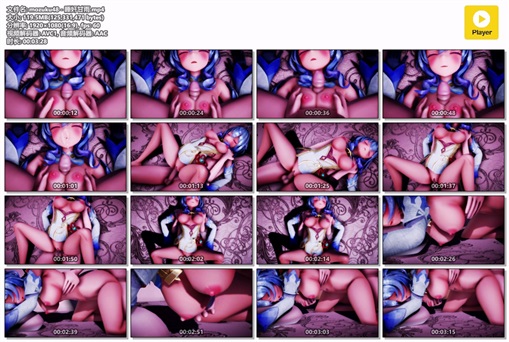 文件名: mozuku48 - 踊奸甘雨.mp4
大小: 119.5MB(125,331,471 bytes)
分辨率: 1920×1080(16:9), fps: 60
视频解码器: AVC1, 音频解码器: AAC
时长: 00:03:28
Player
00:00:12 00:00:24 00:00:36 00:00:48
00:01:01 00:01:13 00:01:25 00:01:37
00:01:50 00:02:02 00:02:14 00:02:26
00:02:39 00:02:51 00:03:03 00:03:15